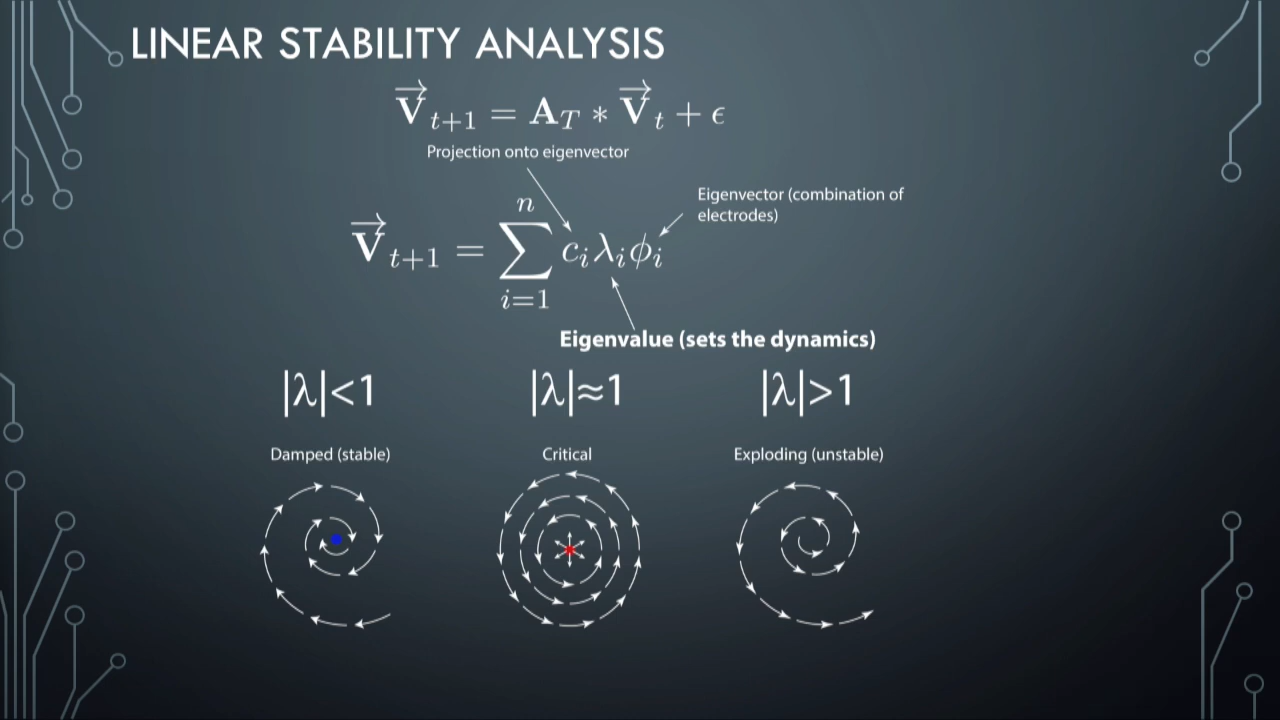 LINEAR STABILITY ANALYSIS
V⃗_{t+1} = A_T * V⃗_t + ϵ
Projection onto eigenvector
Eigenvector (combination of
electrodes)
V⃗_{t+1} = ∑_{i=1}^{n} c_i λ_i ϕ_i
Eigenvalue (sets the dynamics)
|λ|<1 |λ|≈1 |λ|>1
Damped (stable) Critical Exploding (unstable)